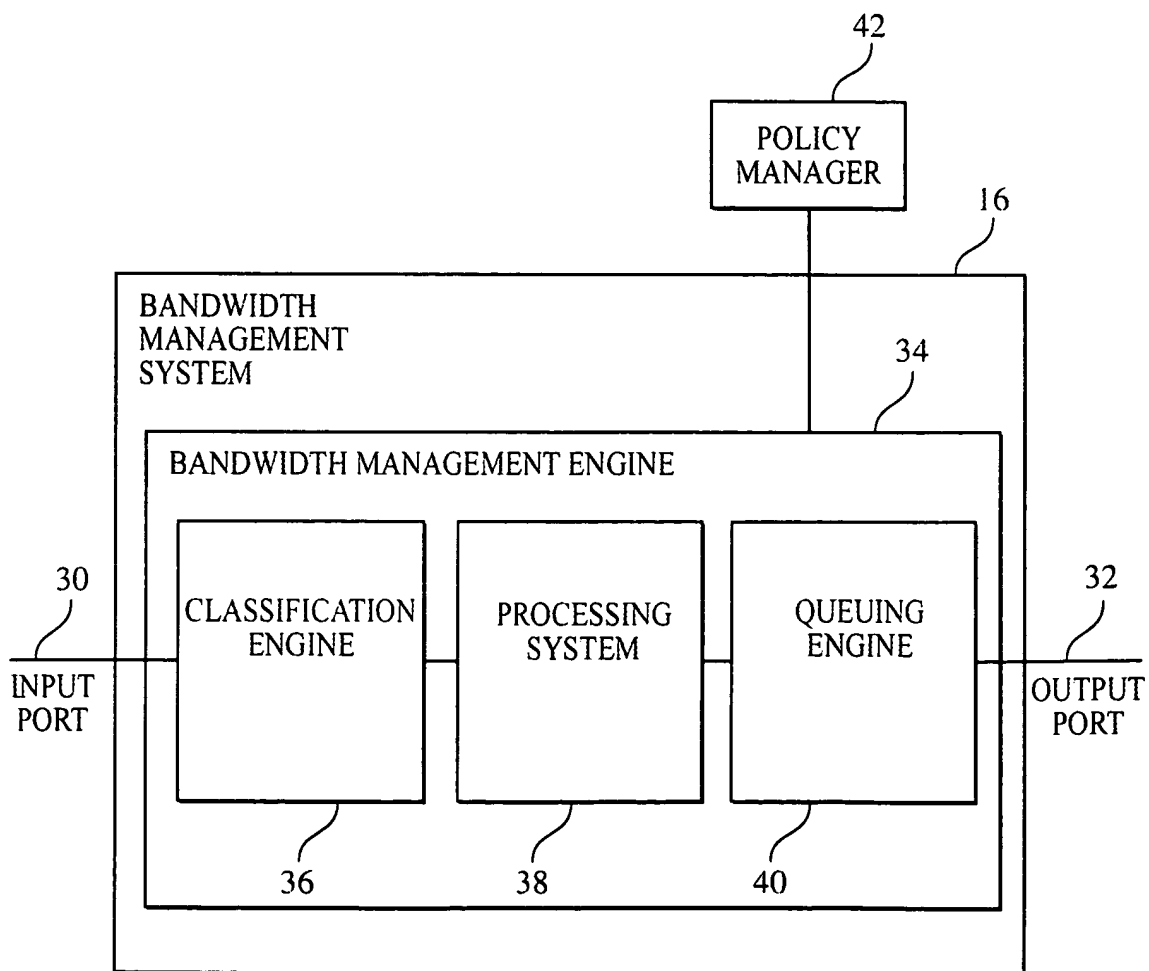 42
POLICY
MANAGER
16
BANDWIDTH
MANAGEMENT
SYSTEM
34
BANDWIDTH MANAGEMENT ENGINE
30
CLASSIFICATION
ENGINE
PROCESSING
SYSTEM
QUEUING
ENGINE
32
INPUT
PORT
OUTPUT
PORT
36
38
40